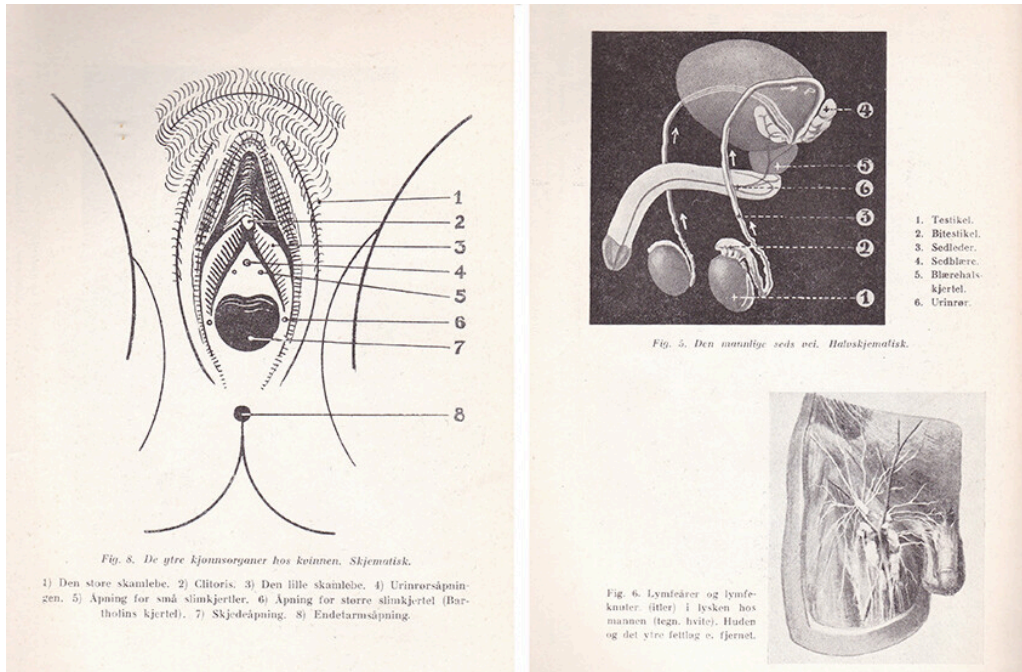 1
2
3
4
5
6
7
8
Fig. 8. De ytre kjønnsorganer hos kvinnen. Skjematisk.
1) Den store skamlebe. 2) Clitoris. 3) Den lille skamlebe. 4) Urinrørsåpnin-
gen. 5) Åpning for små slimkjertler. 6) Åpning for større slimkjertel (Bar-
tholins kjertel). 7) Skjedeåpning. 8) Endetarmsåpning.
4
5
6
3
2
1
1. Testikel.
2. Bitestikel.
3. Sedleder.
4. Sedblære.
5. Blærehals-
kjertel.
6. Urinrør.
Fig. 5. Den mannlige seds vei. Halvskjematisk.
Fig. 6. Lymfeårer og lymfe-
knuter. (itler) i lysken hos
mannen (tegn. hvite). Huden
og det ytre fettlag e. fjernet.